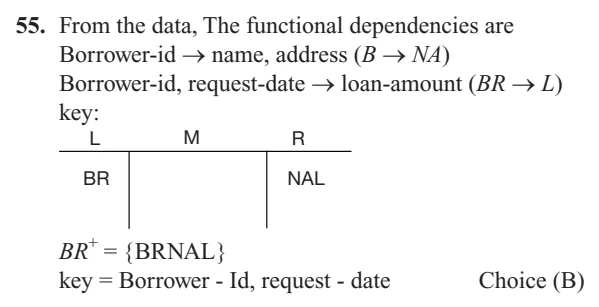 55. From the data, The functional dependencies are
Borrower-id → name, address (B → NA)
Borrower-id, request-date → loan-amount (BR → L)
key:
L M R
BR NAL
BR⁺ = {BRNAL}
key = Borrower - Id, request - date Choice (B)